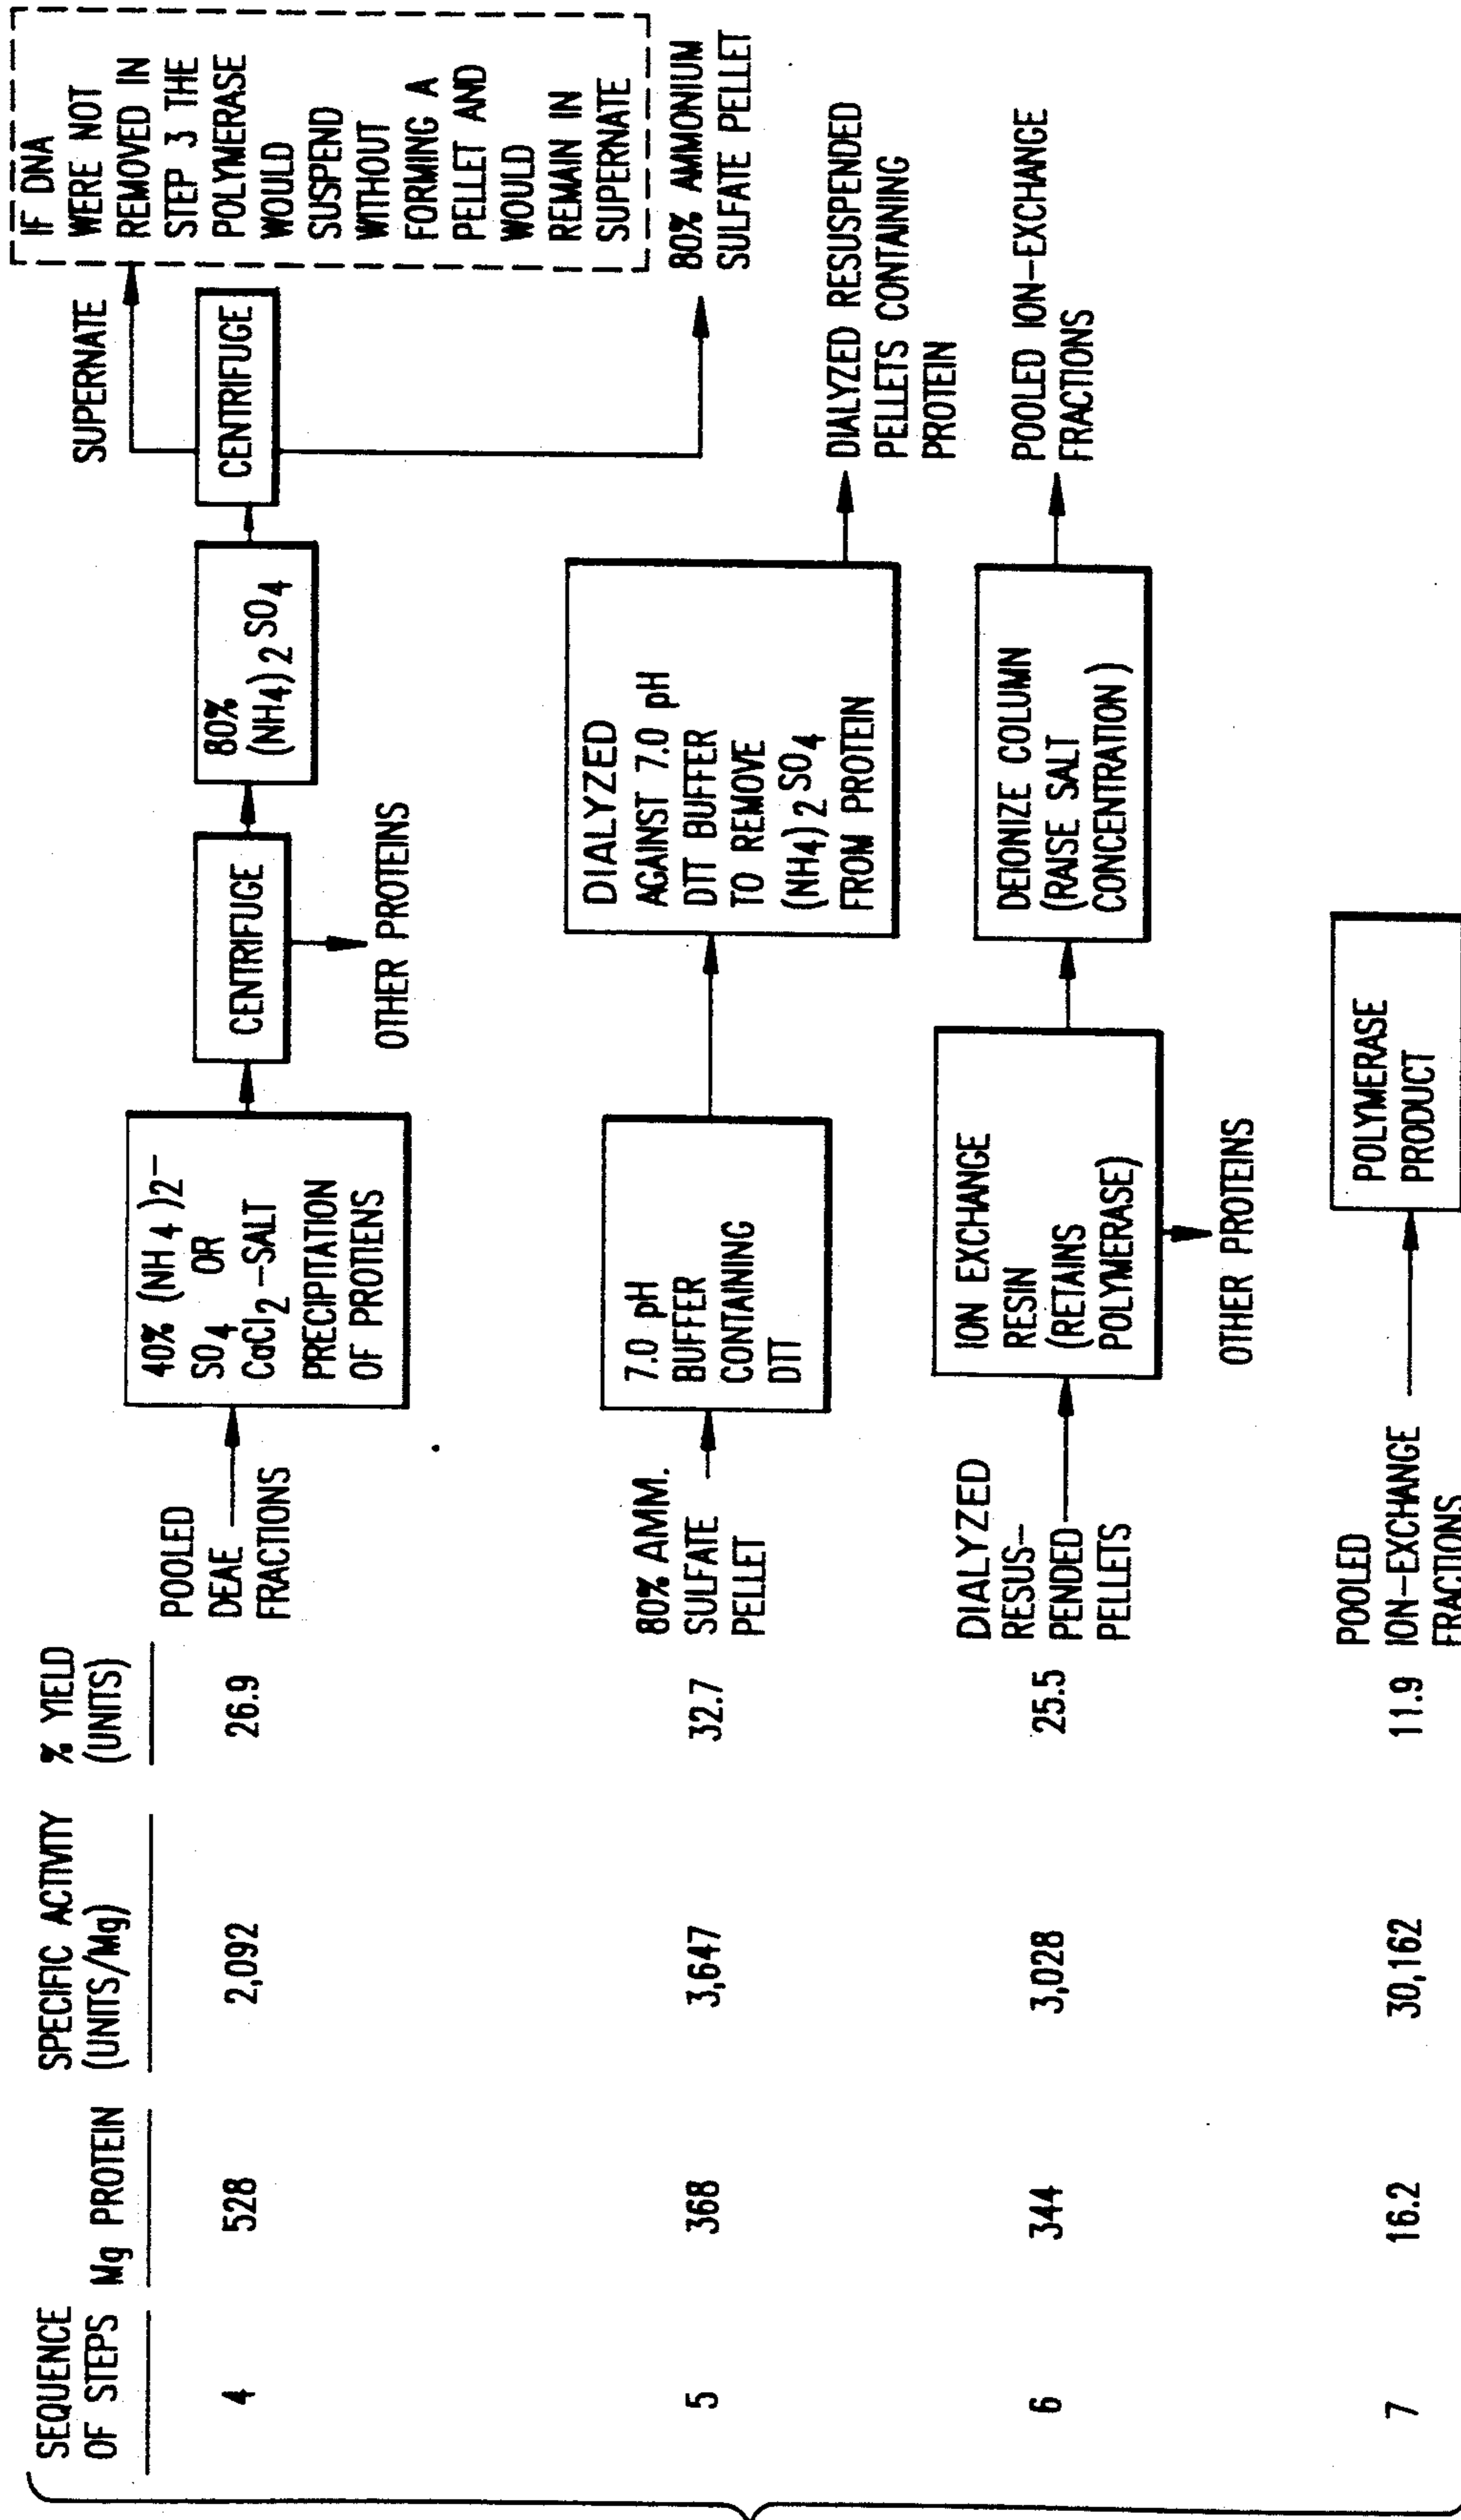 SEQUENCE
OF STEPS
Mg PROTEIN
SPECIFIC ACTIVITY
(UNITS/Mg)
% YIELD
(UNITS)
4
528
2,092
26.9
POOLED
DEAE
FRACTIONS
40% (NH4)2-
SO4 OR
CaCl2-SALT
PRECIPITATION
OF PROTIENS
CENTRIFUGE
OTHER PROTEINS
80%
(NH4)2SO4
CENTRIFUGE
SUPERNATE
IF DNA
WERE NOT
REMOVED IN
STEP 3 THE
POLYMERASE
WOULD
SUSPEND
WITHOUT
FORMING A
PELLET AND
WOULD
REMAIN IN
SUPERNATE
80% AMMONIUM
SULFATE PELLET
5
368
3,647
32.7
80% AMM.
SULFATE
PELLET
7.0 pH
BUFFER
CONTAINING
DTT
DIALYZED
AGAINST 7.0 pH
DTT BUFFER
TO REMOVE
(NH4)2SO4
FROM PROTEIN
DIALYZED RESUSPENDED
PELLETS CONTAINING
PROTEIN
6
344
3,028
25.5
DIALYZED
RESUS-
PENDED
PELLETS
ION EXCHANGE
RESIN
(RETAINS
POLYMERASE)
OTHER PROTEINS
DEIONIZE COLUMN
(RAISE SALT
CONCENTRATION)
POOLED ION-EXCHANGE
FRACTIONS
7
16.2
30,162
11.9
POOLED
ION-EXCHANGE
FRACTIONS
POLYMERASE
PRODUCT